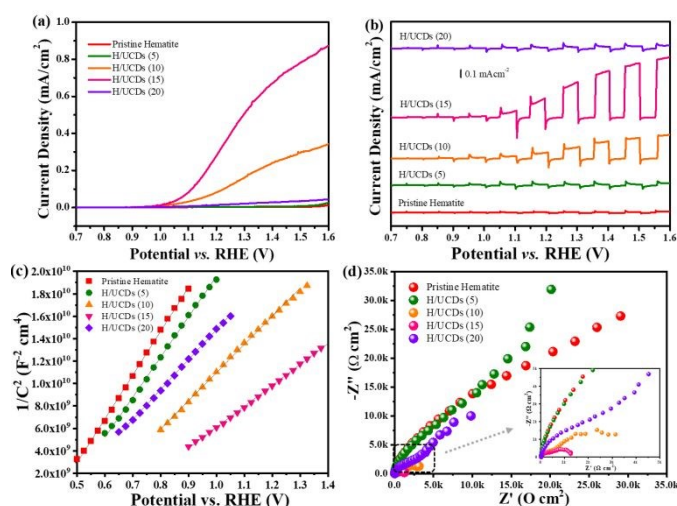 (a)
Pristine Hematite
H/UCDs (5)
H/UCDs (10)
H/UCDs (15)
H/UCDs (20)
Current Density (mA/cm²)
0.8
0.6
0.4
0.2
0.0
0.7 0.8 0.9 1.0 1.1 1.2 1.3 1.4 1.5 1.6
Potential vs. RHE (V)
(b)
H/UCDs (20)
0.1 mAcm⁻²
H/UCDs (15)
H/UCDs (10)
H/UCDs (5)
Pristine Hematite
Current Density (mA/cm²)
0.7 0.8 0.9 1.0 1.1 1.2 1.3 1.4 1.5 1.6
Potential vs. RHE (V)
(c)
Pristine Hematite
H/UCDs (5)
H/UCDs (10)
H/UCDs (15)
H/UCDs (20)
1/C² (F⁻² cm⁴)
2.0x10¹⁰
1.8x10¹⁰
1.6x10¹⁰
1.4x10¹⁰
1.2x10¹⁰
1.0x10¹⁰
8.0x10⁹
6.0x10⁹
4.0x10⁹
2.0x10⁹
0.5 0.6 0.7 0.8 0.9 1.0 1.1 1.2 1.3 1.4
Potential vs. RHE (V)
(d)
Pristine Hematite
H/UCDs (5)
H/UCDs (10)
H/UCDs (15)
H/UCDs (20)
-Z'' (Ω cm²)
35.0k
30.0k
25.0k
20.0k
15.0k
10.0k
5.0k
0.0
0.0 5.0k 10.0k 15.0k 20.0k 25.0k 30.0k 35.0k
Z' (O cm²)
-Z'' (Ω cm²)
Z' (Ω cm²)